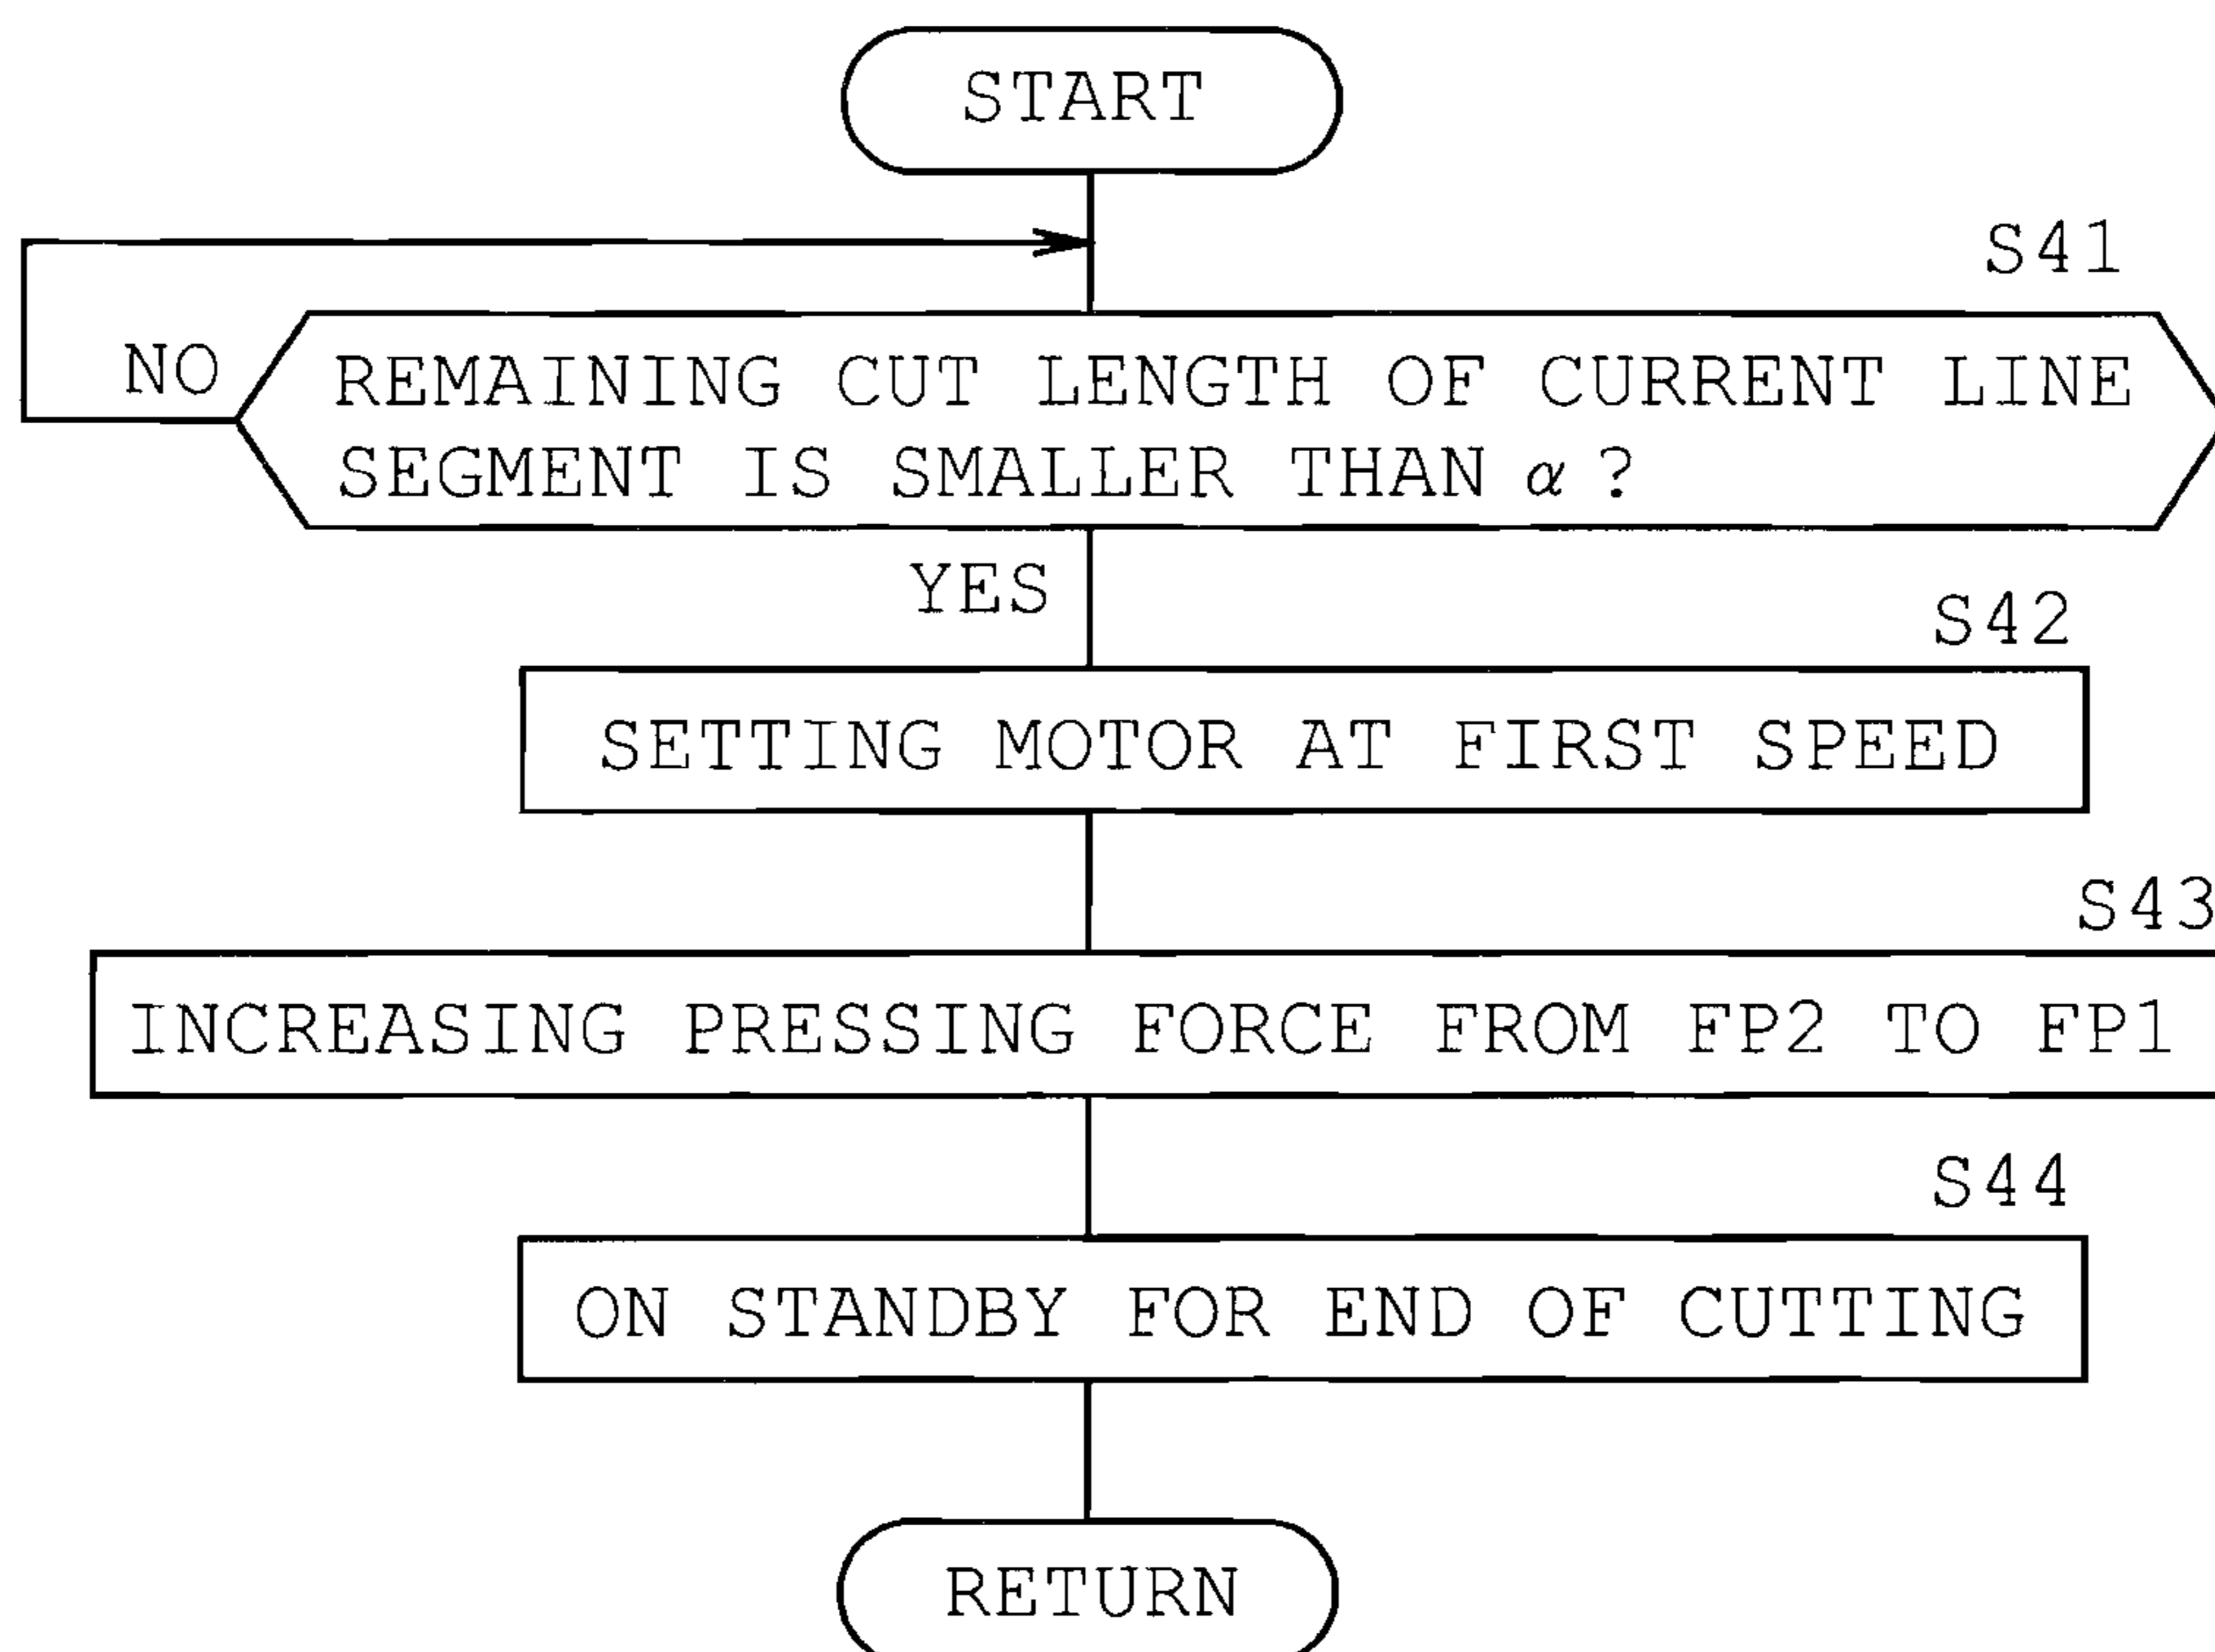 START
S41
NO
REMAINING CUT LENGTH OF CURRENT LINE
SEGMENT IS SMALLER THAN α ?
YES
S42
SETTING MOTOR AT FIRST SPEED
S43
INCREASING PRESSING FORCE FROM FP2 TO FP1
S44
ON STANDBY FOR END OF CUTTING
RETURN